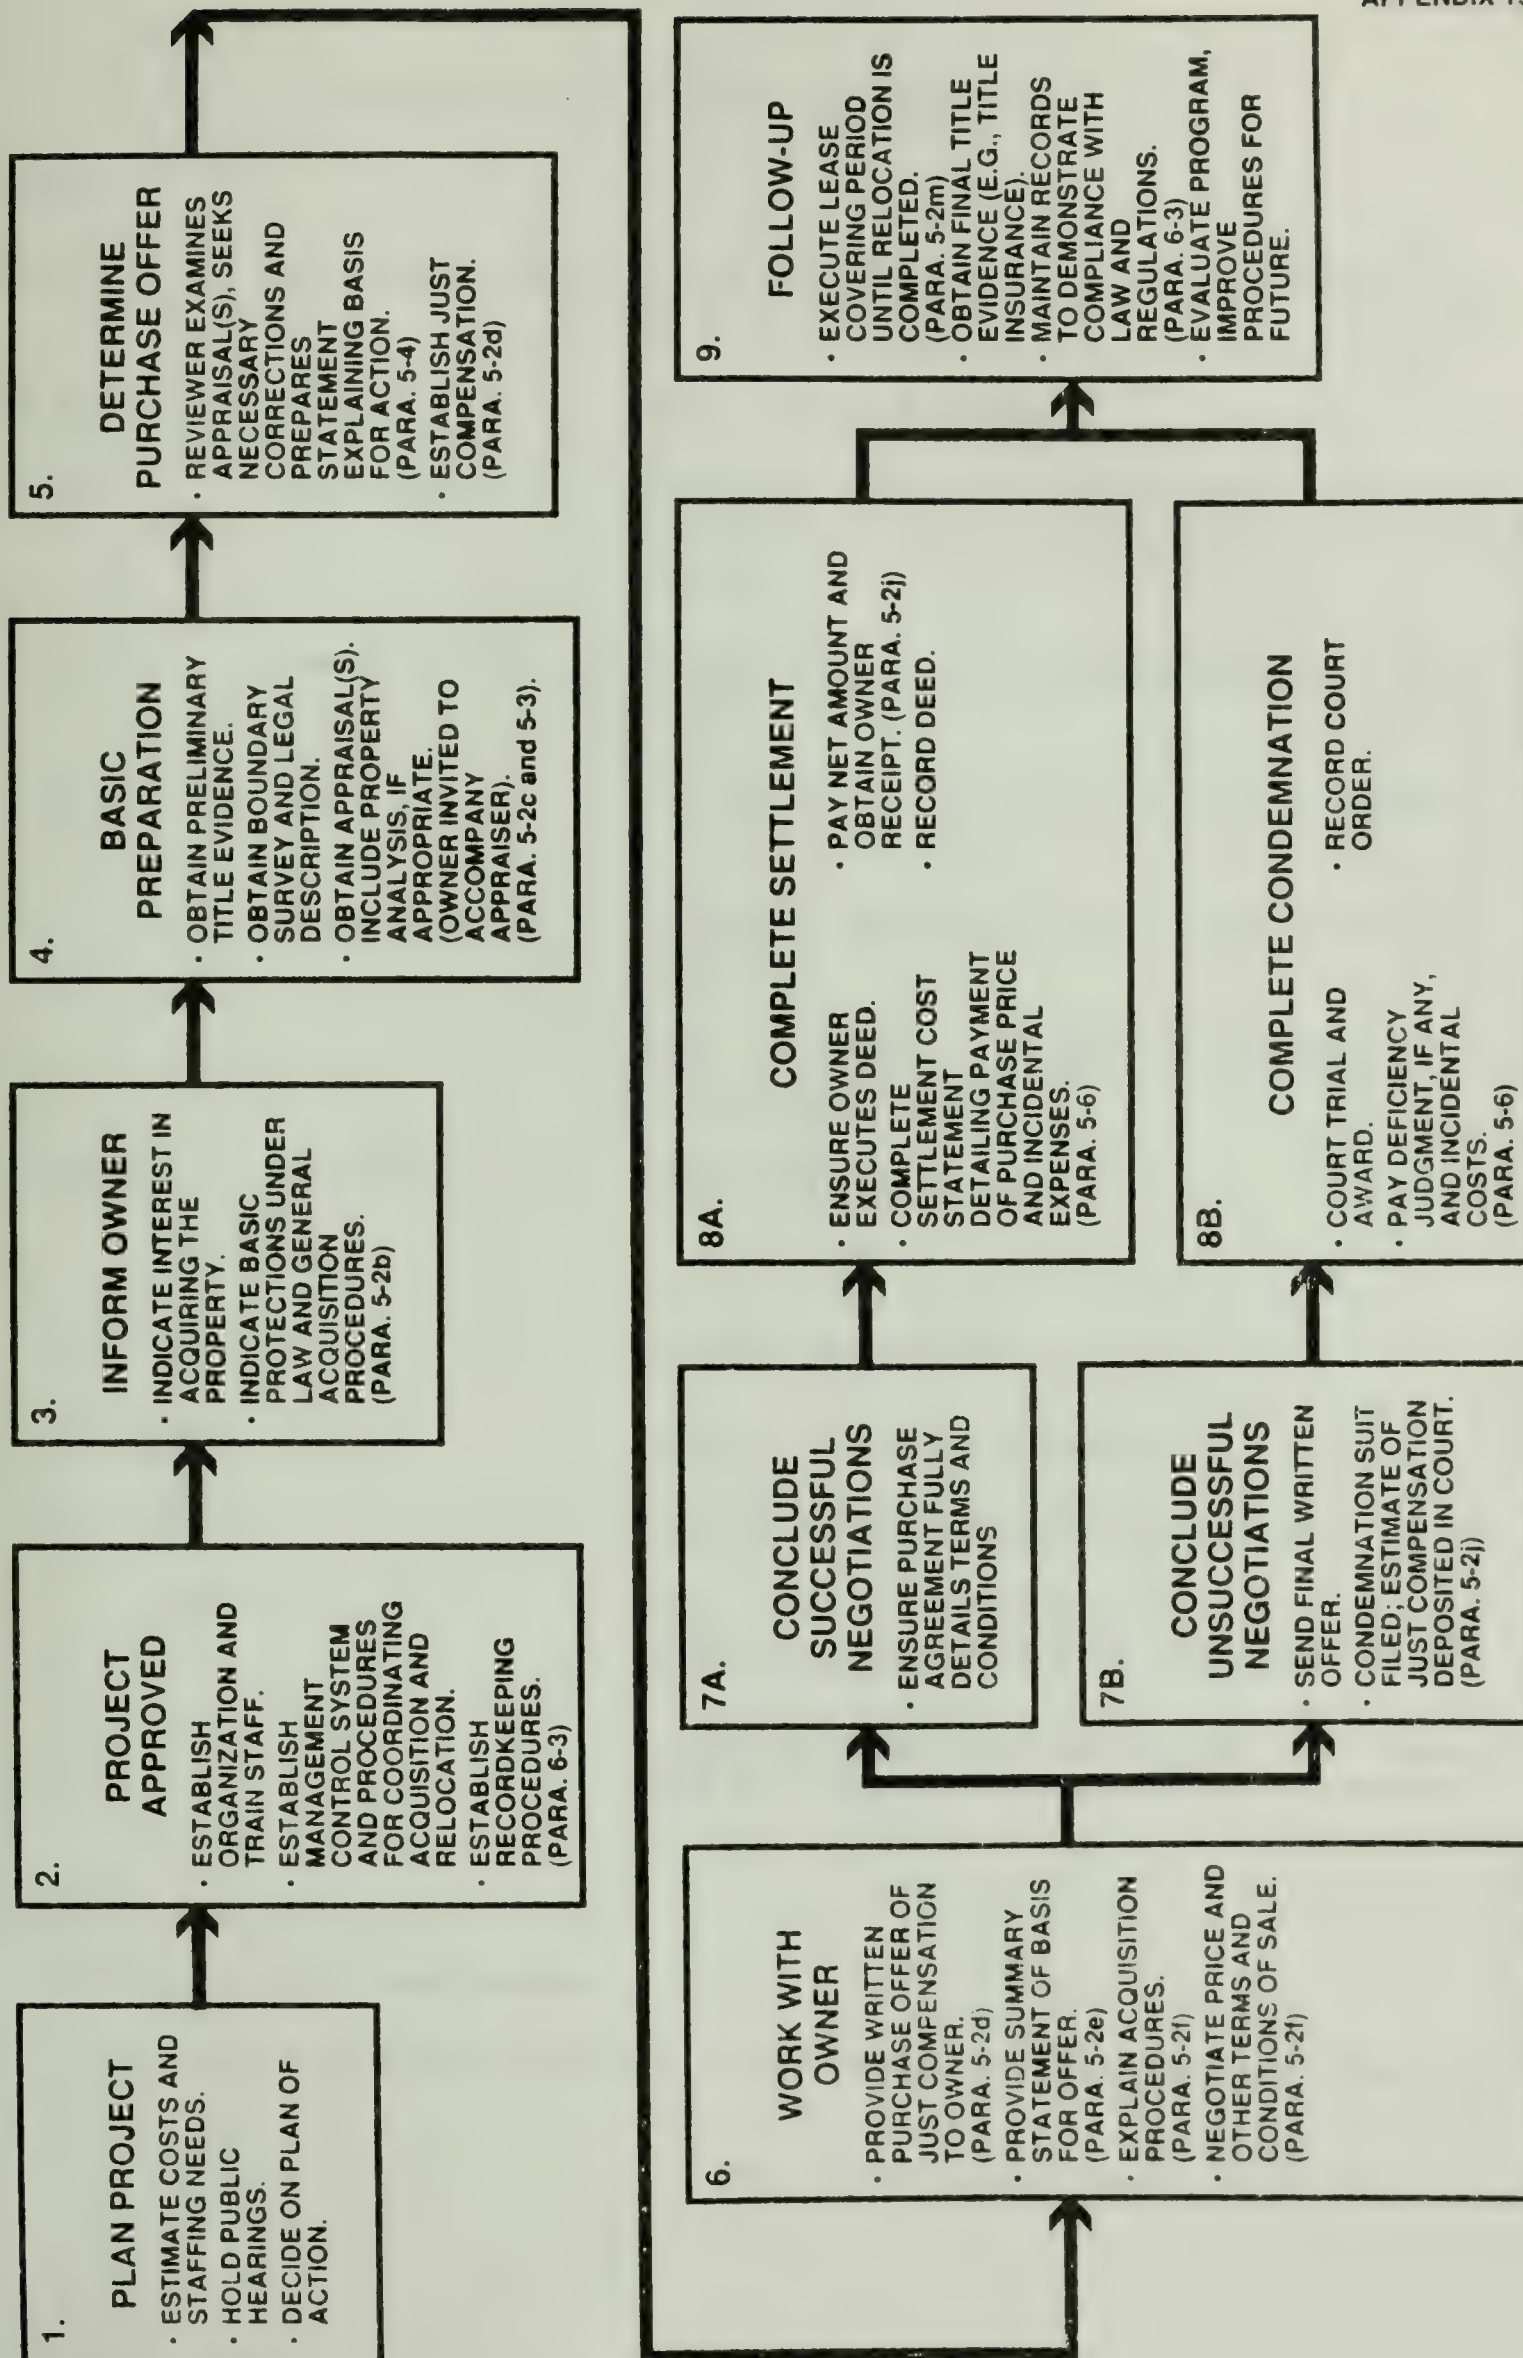 1.
PLAN PROJECT
· ESTIMATE COSTS AND
STAFFING NEEDS.
· HOLD PUBLIC
HEARINGS.
· DECIDE ON PLAN OF
ACTION.
2.
PROJECT
APPROVED
· ESTABLISH
ORGANIZATION AND
TRAIN STAFF.
· ESTABLISH
MANAGEMENT
CONTROL SYSTEM
AND PROCEDURES
FOR COORDINATING
ACQUISITION AND
RELOCATION.
· ESTABLISH
RECORDKEEPING
PROCEDURES.
(PARA. 6-3)
3.
INFORM OWNER
· INDICATE INTEREST IN
ACQUIRING THE
PROPERTY.
· INDICATE BASIC
PROTECTIONS UNDER
LAW AND GENERAL
ACQUISITION
PROCEDURES.
(PARA. 5-2b)
4.
BASIC
PREPARATION
· OBTAIN PRELIMINARY
TITLE EVIDENCE.
· OBTAIN BOUNDARY
SURVEY AND LEGAL
DESCRIPTION.
· OBTAIN APPRAISAL(S).
INCLUDE PROPERTY
ANALYSIS, IF
APPROPRIATE.
(OWNER INVITED TO
ACCOMPANY
APPRAISER).
(PARA. 5-2c and 5-3).
5.
DETERMINE
PURCHASE OFFER
· REVIEWER EXAMINES
APPRAISAL(S), SEEKS
NECESSARY
CORRECTIONS AND
PREPARES
STATEMENT
EXPLAINING BASIS
FOR ACTION.
(PARA. 5-4)
· ESTABLISH JUST
COMPENSATION.
(PARA. 5-2d)
6.
WORK WITH
OWNER
· PROVIDE WRITTEN
PURCHASE OFFER OF
JUST COMPENSATION
TO OWNER.
(PARA. 5-2d)
· PROVIDE SUMMARY
STATEMENT OF BASIS
FOR OFFER.
(PARA. 5-2e)
· EXPLAIN ACQUISITION
PROCEDURES.
(PARA. 5-2f)
· NEGOTIATE PRICE AND
OTHER TERMS AND
CONDITIONS OF SALE.
(PARA. 5-2f)
7A.
CONCLUDE
SUCCESSFUL
NEGOTIATIONS
· ENSURE PURCHASE
AGREEMENT FULLY
DETAILS TERMS AND
CONDITIONS
7B.
CONCLUDE
UNSUCCESSFUL
NEGOTIATIONS
· SEND FINAL WRITTEN
OFFER.
· CONDEMNATION SUIT
FILED; ESTIMATE OF
JUST COMPENSATION
DEPOSITED IN COURT.
(PARA. 5-2j)
8A.
COMPLETE SETTLEMENT
· ENSURE OWNER
EXECUTES DEED.
· COMPLETE
SETTLEMENT COST
STATEMENT
DETAILING PAYMENT
OF PURCHASE PRICE
AND INCIDENTAL
EXPENSES.
(PARA. 5-6)
· PAY NET AMOUNT AND
OBTAIN OWNER
RECEIPT. (PARA. 5-2j)
· RECORD DEED.
8B.
COMPLETE CONDEMNATION
· COURT TRIAL AND
AWARD.
· PAY DEFICIENCY
JUDGMENT, IF ANY,
AND INCIDENTAL
COSTS.
(PARA. 5-6)
· RECORD COURT
ORDER.
9.
FOLLOW-UP
· EXECUTE LEASE
COVERING PERIOD
UNTIL RELOCATION IS
COMPLETED.
(PARA. 5-2m)
· OBTAIN FINAL TITLE
EVIDENCE (E.G., TITLE
INSURANCE).
· MAINTAIN RECORDS
TO DEMONSTRATE
COMPLIANCE WITH
LAW AND
REGULATIONS.
(PARA. 6-3)
· EVALUATE PROGRAM,
IMPROVE
PROCEDURES FOR
FUTURE.
APPENDIX